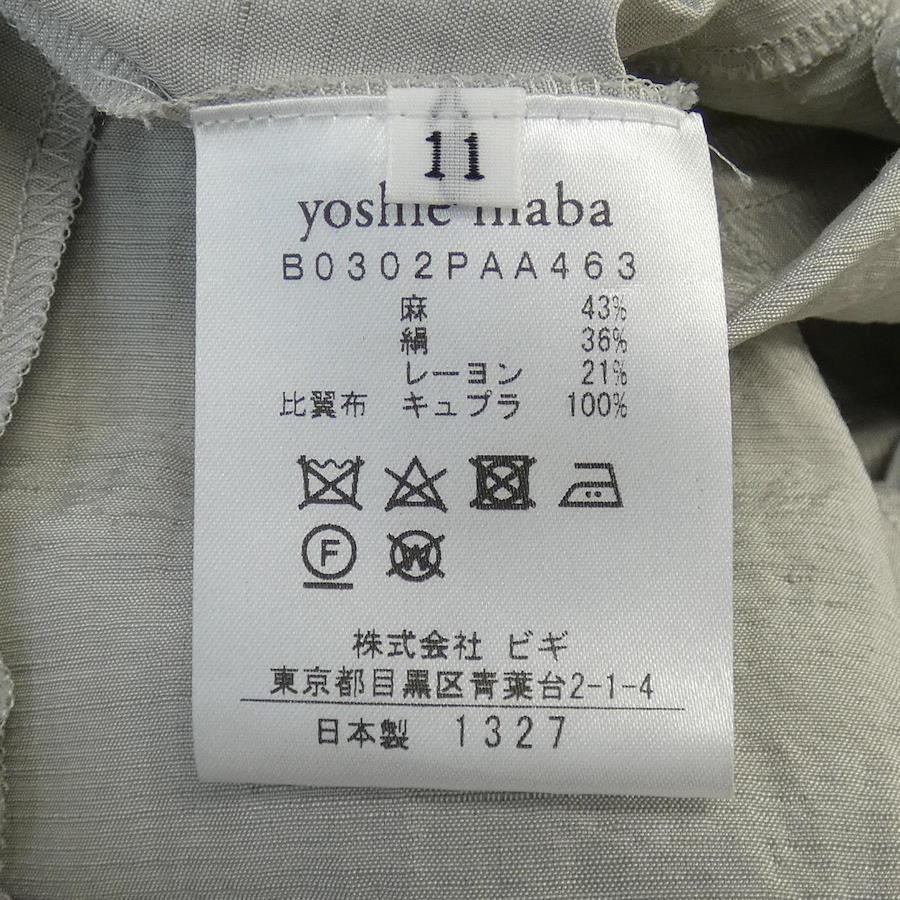 11
yoshie inaba
B0302PAA463
麻 43%
絹 36%
レーヨン 21%
比翼布 キュプラ 100%
F
W
株式会社 ビギ
東京都目黒区青葉台2-1-4
日本製 1327